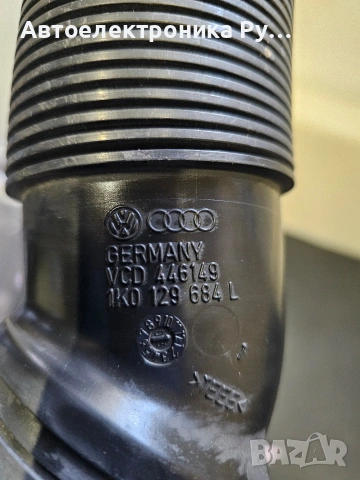 Автоелектроника Ру...
GERMANY
VCD 446149
1K0 129 684 L
BAZAR